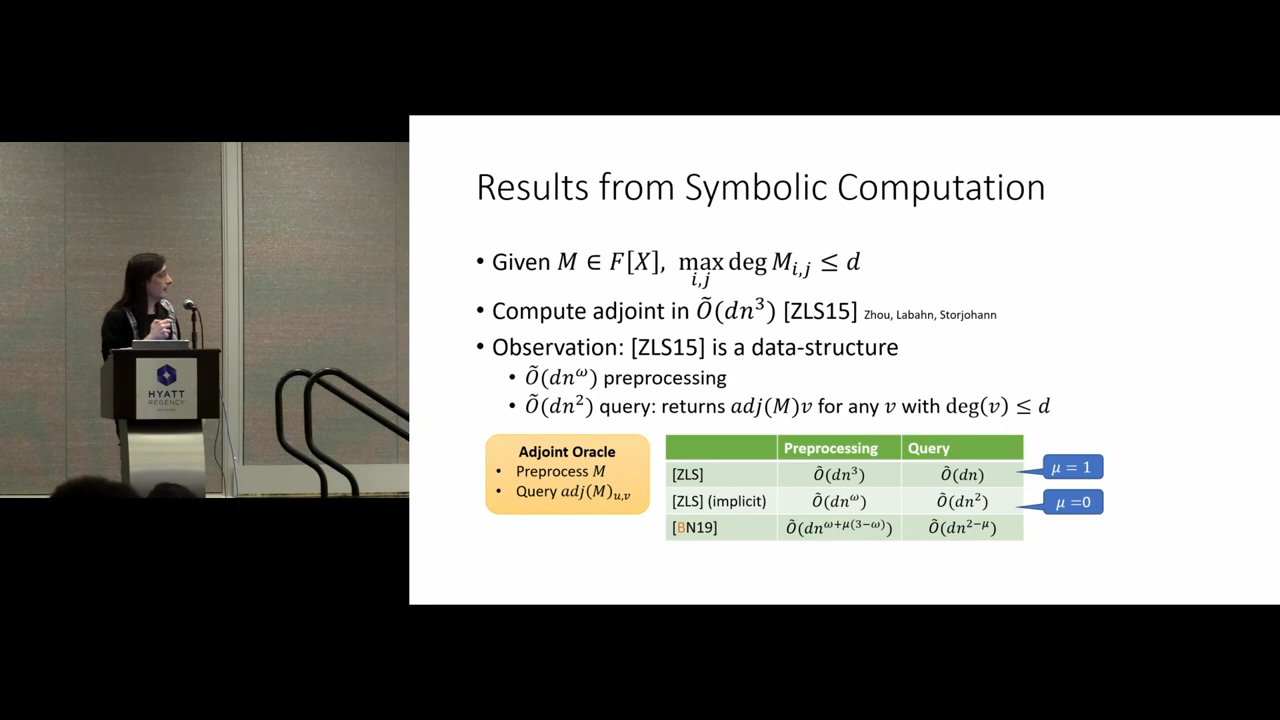 Results from Symbolic Computation
• Given M ∈ F[X], max deg M_{i,j} ≤ d
i,j
• Compute adjoint in Õ(dn³) [ZLS15] Zhou, Labahn, Storjohann
• Observation: [ZLS15] is a data-structure
• Õ(dn^ω) preprocessing
• Õ(dn²) query: returns adj(M)v for any v with deg(v) ≤ d
Adjoint Oracle
• Preprocess M
• Query adj(M)_{u,v}
Preprocessing Query
[ZLS] Õ(dn³) Õ(dn)
μ = 1
[ZLS] (implicit) Õ(dn^ω) Õ(dn²)
μ =0
[BN19] Õ(dn^{ω+μ(3−ω)}) Õ(dn^{2−μ})
HYATT
REGENCY